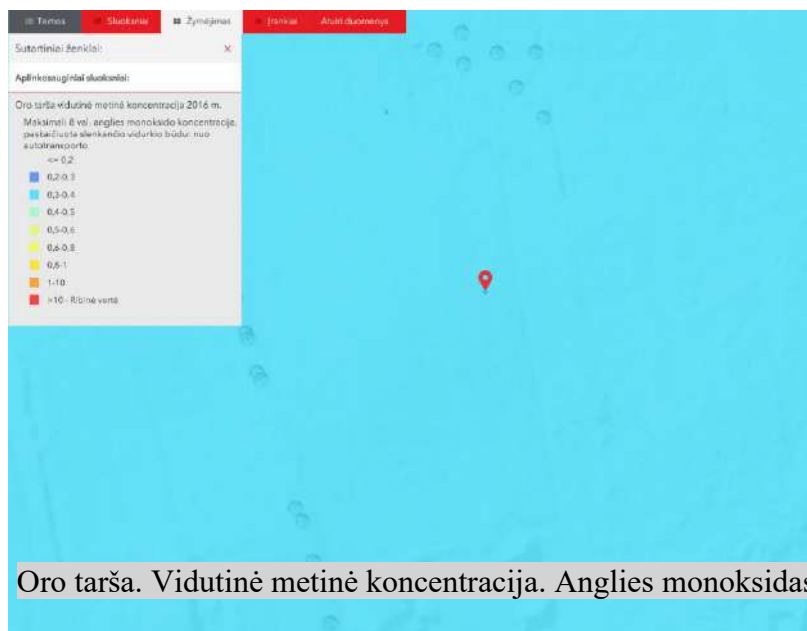 Temos Sluoksniai Žymėjimas Įrankiai Atviri duomenys
Sutartiniai ženklai:
Aplinkosauginiai sluoksniai:
Oro tarša vidutinė metinė koncentracija 2016 m.
Maksimali 8 val. anglies monoksido koncentracija,
paskaičiuota slenkančio vidurkio būdu: nuo
autotransporto
<= 0,2
0,2-0,3
0,3-0,4
0,4-0,5
0,5-0,6
0,6-0,8
0,8-1
1-10
>10 - Ribinė vertė
Oro tarša. Vidutinė metinė koncentracija. Anglies monoksidas